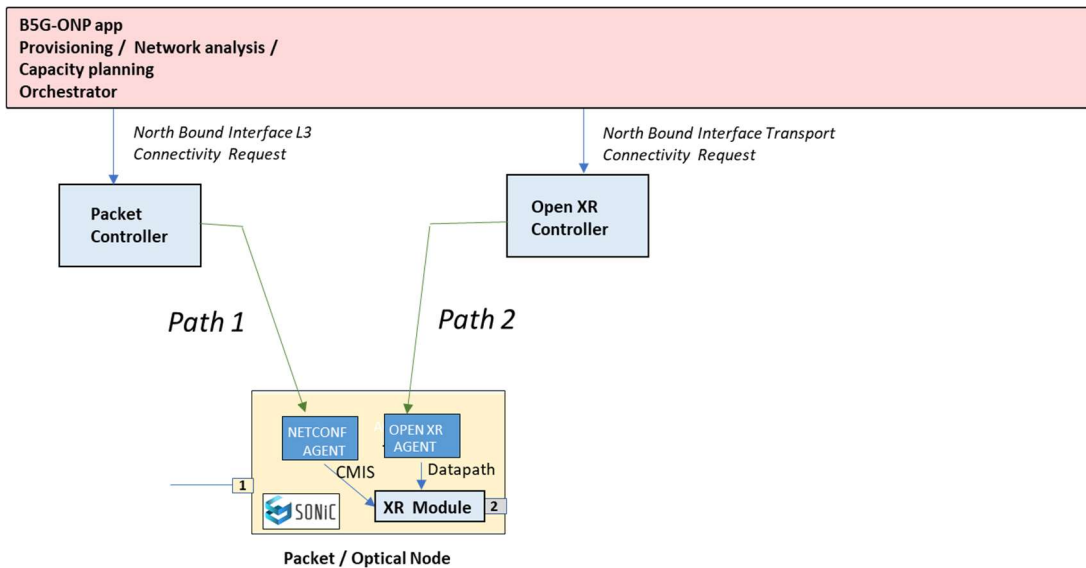 B5G-ONP app
Provisioning / Network analysis /
Capacity planning
Orchestrator
North Bound Interface L3
Connectivity Request
North Bound Interface Transport
Connectivity Request
Packet
Controller
Open XR
Controller
Path 1
Path 2
NETCONF
AGENT
OPEN XR
AGENT
CMIS
Datapath
1
SONiC
XR Module
2
Packet / Optical Node